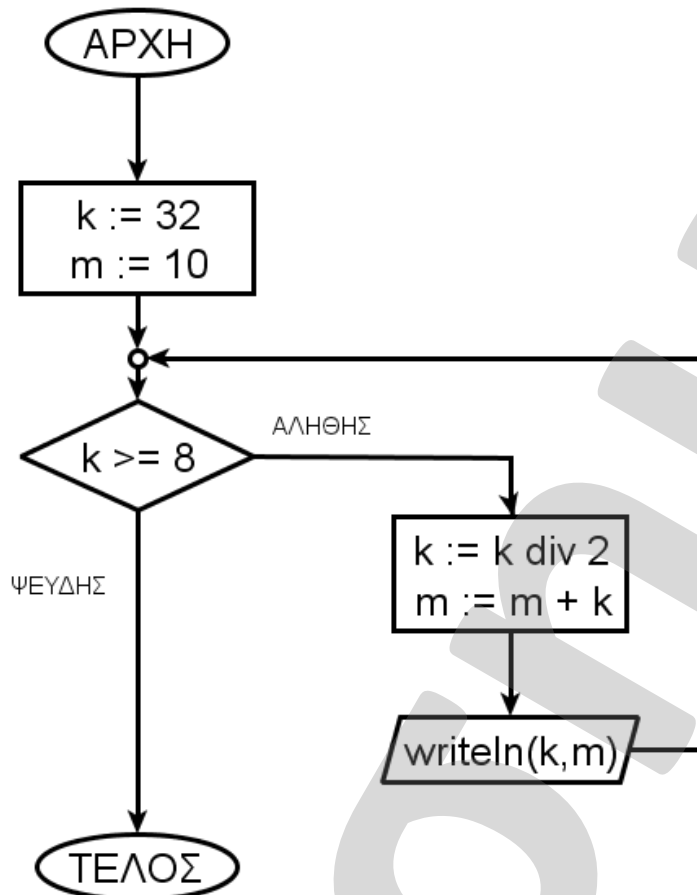 ΑΡΧΗ
k := 32
m := 10
k >= 8
ΑΛΗΘΗΣ
k := k div 2
m := m + k
ΨΕΥΔΗΣ
writeln(k,m)
ΤΕΛΟΣ